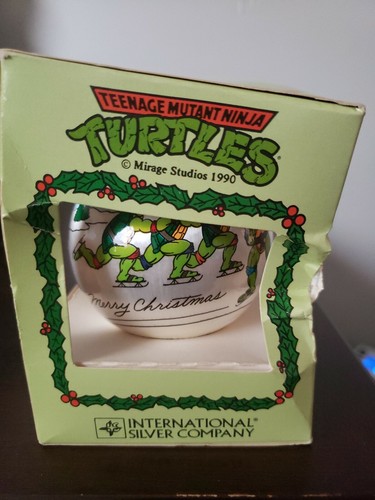 TEENAGE MUTANT NINJA
TURTLES®
© Mirage Studios 1990
Merry Christmas
INTERNATIONAL®
SILVER COMPANY